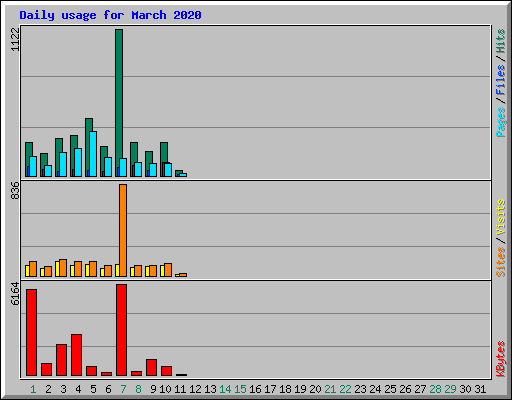 Daily usage for March 2020
1122
Pages / Files / Hits
836
Sites / Visits
6164
KBytes
1 2 3 4 5 6 7 8 9 10 11 12 13 14 15 16 17 18 19 20 21 22 23 24 25 26 27 28 29 30 31